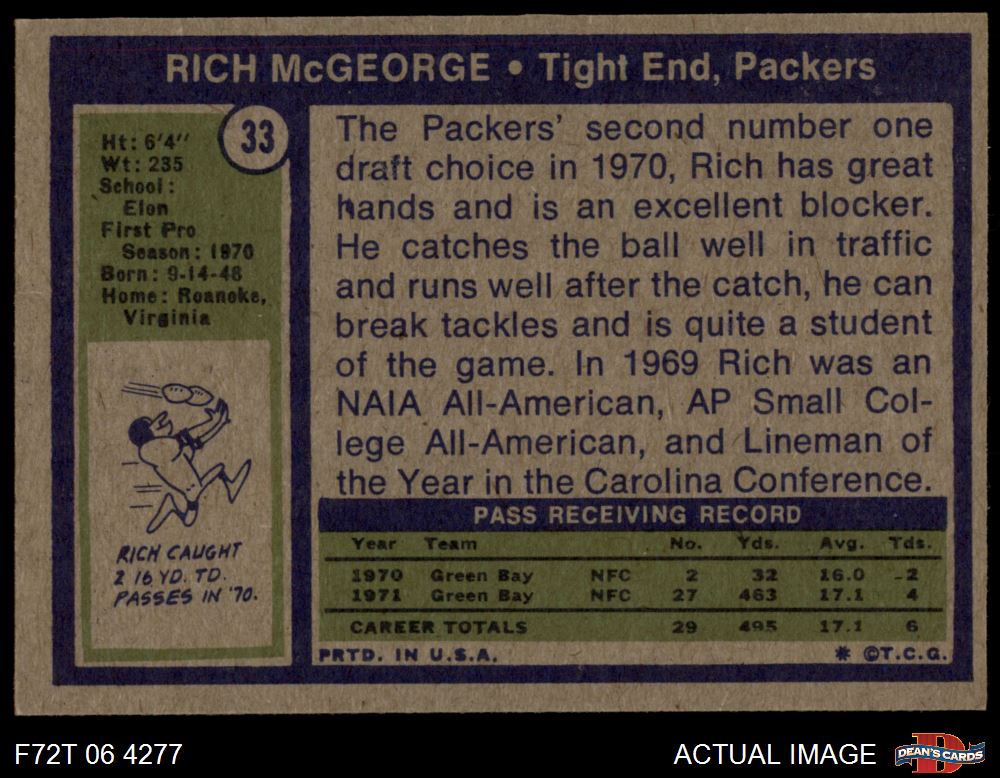 RICH McGEORGE • Tight End, Packers
33
Ht: 6'4''
Wt: 235
School:
Elon
First Pro
Season: 1970
Born: 9-14-48
Home: Roanoke,
Virginia
RICH CAUGHT
2 16 YD. TD.
PASSES IN '70.
The Packers' second number one
draft choice in 1970, Rich has great
hands and is an excellent blocker.
He catches the ball well in traffic
and runs well after the catch, he can
break tackles and is quite a student
of the game. In 1969 Rich was an
NAIA All-American, AP Small Col-
lege All-American, and Lineman of
the Year in the Carolina Conference.
PASS RECEIVING RECORD
Year Team No. Yds. Avg. Tds.
1970 Green Bay NFC 2 32 16.0 2
1971 Green Bay NFC 27 463 17.1 4
CAREER TOTALS 29 495 17.1 6
PRTD. IN U.S.A. * ©T.C.G.
F72T 06 4277 ACTUAL IMAGE DEAN'S CARDS